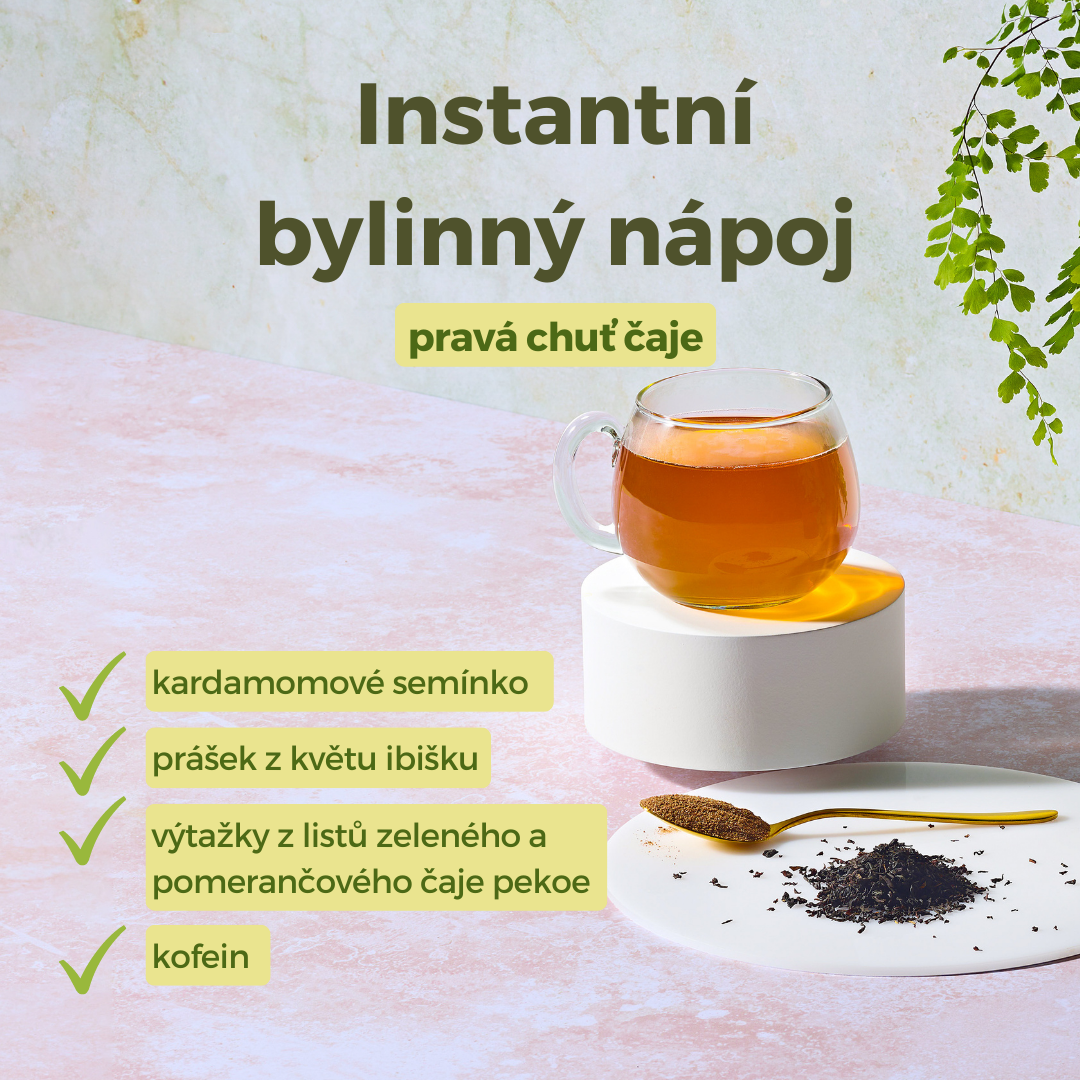 Instantní
bylinný nápoj
pravá chuť čaje
kardamomové semínko
prášek z květu ibišku
výtažky z listů zeleného a
pomerančového čaje pekoe
kofein